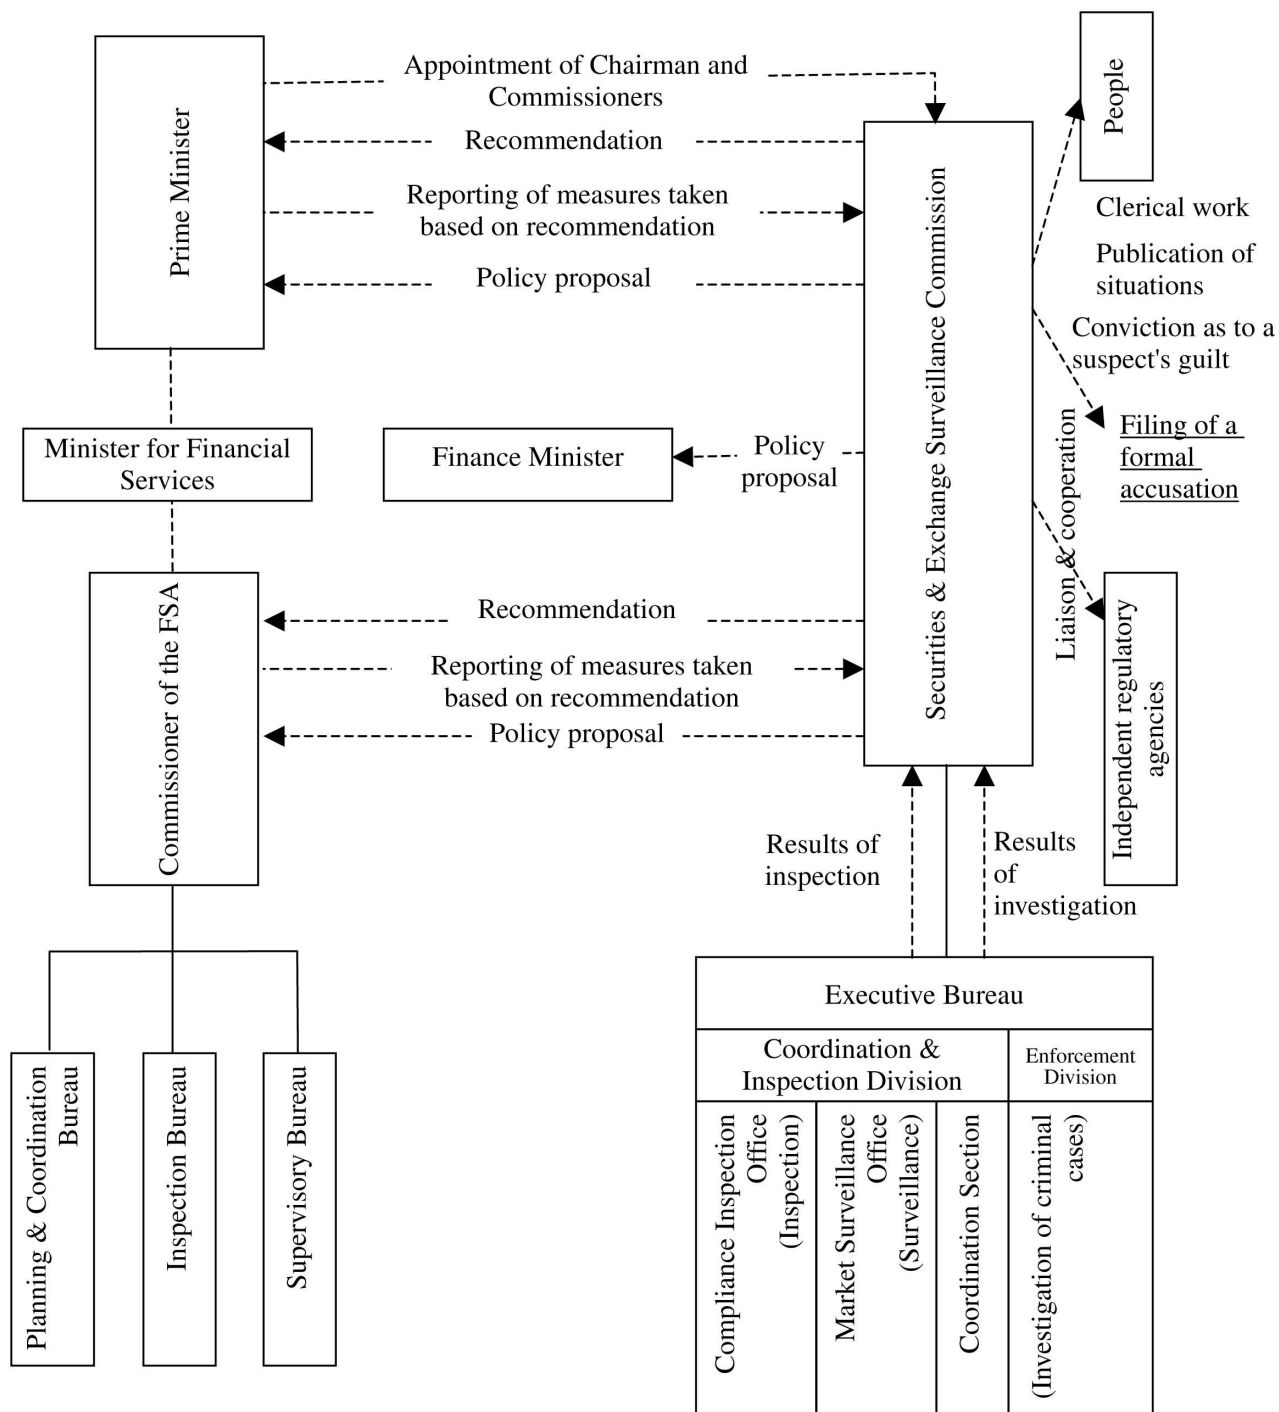 Appointment of Chairman and
Commissioners
Recommendation
Reporting of measures taken
based on recommendation
Policy proposal
Prime Minister
Securities & Exchange Surveillance Commission
People
Clerical work
Publication of
situations
Conviction as to a
suspect's guilt
Filing of a
formal
accusation
Liaison & cooperation
Independent regulatory
agencies
Minister for Financial
Services
Finance Minister
Policy
proposal
Commissioner of the FSA
Recommendation
Reporting of measures taken
based on recommendation
Policy proposal
Results of
inspection
Results
of
investigation
Planning & Coordination
Bureau
Inspection Bureau
Supervisory Bureau
Executive Bureau
Coordination &
Inspection Division
Enforcement
Division
Compliance Inspection
Office
(Inspection)
Market Surveillance
Office
(Surveillance)
Coordination Section
(Investigation of criminal
cases)